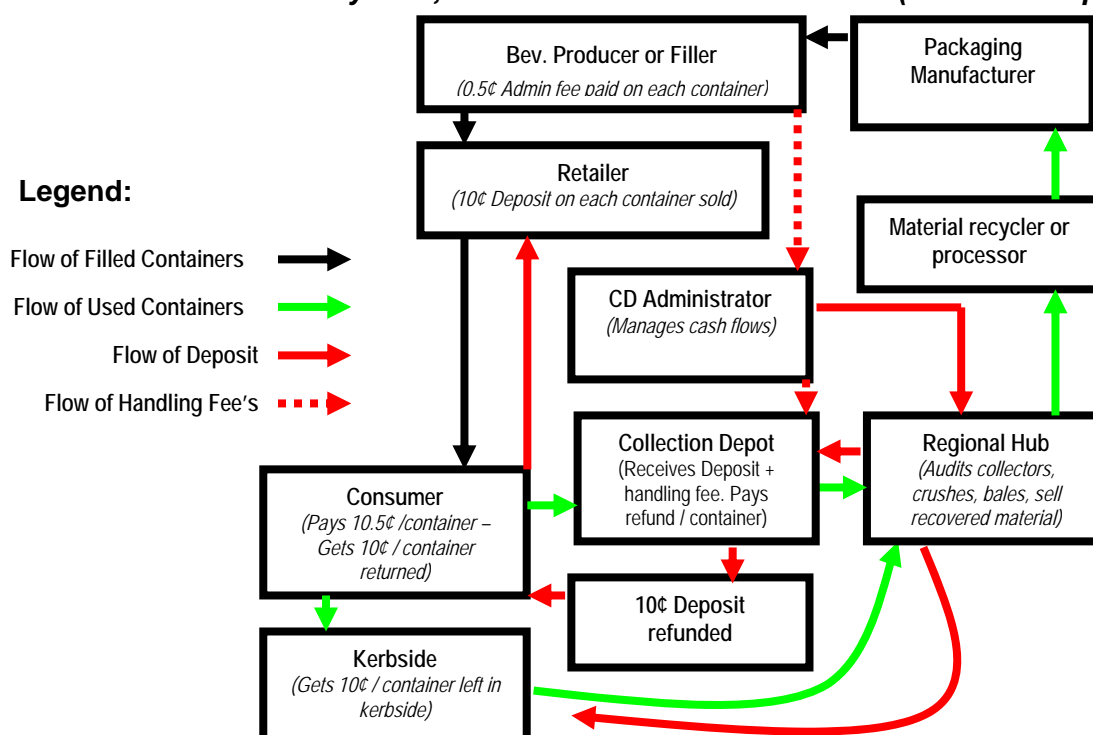 Bev. Producer or Filler
(0.5¢ Admin fee paid on each container)
Packaging
Manufacturer
Retailer
(10¢ Deposit on each container sold)
Legend:
Material recycler or
processor
Flow of Filled Containers
CD Administrator
(Manages cash flows)
Flow of Used Containers
Flow of Deposit
Flow of Handling Fee's
Collection Depot
(Receives Deposit +
handling fee. Pays
refund / container)
Regional Hub
(Audits collectors,
crushes, bales, sell
recovered material)
Consumer
(Pays 10.5¢ /container –
Gets 10¢ / container
returned)
10¢ Deposit
refunded
Kerbside
(Gets 10¢ / container left in
kerbside)